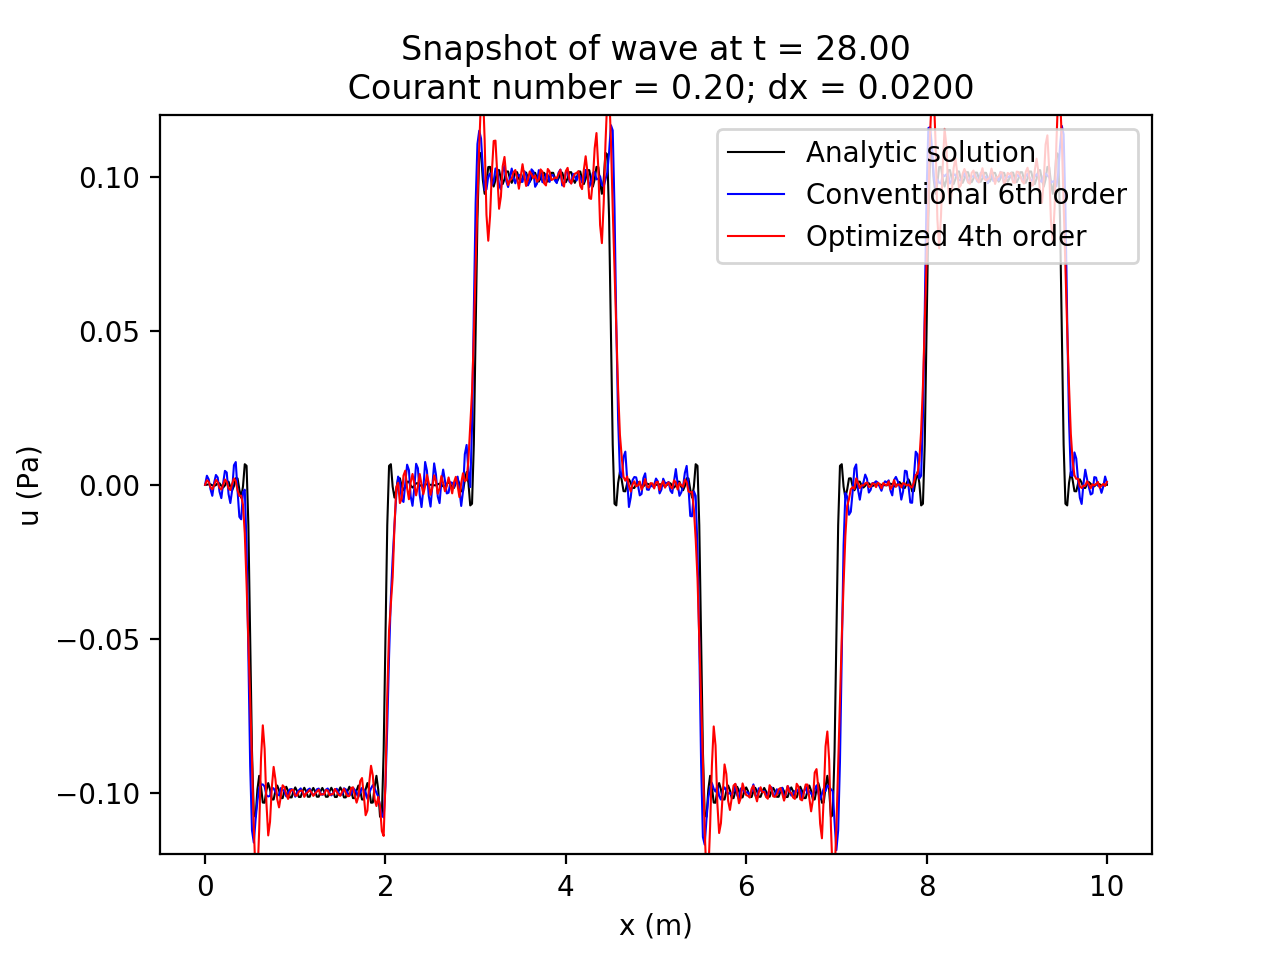 Snapshot of wave at t = 28.00
Courant number = 0.20; dx = 0.0200
Analytic solution
Conventional 6th order
Optimized 4th order
u (Pa)
0.10
0.05
0.00
−0.05
−0.10
0 2 4 6 8 10
x (m)